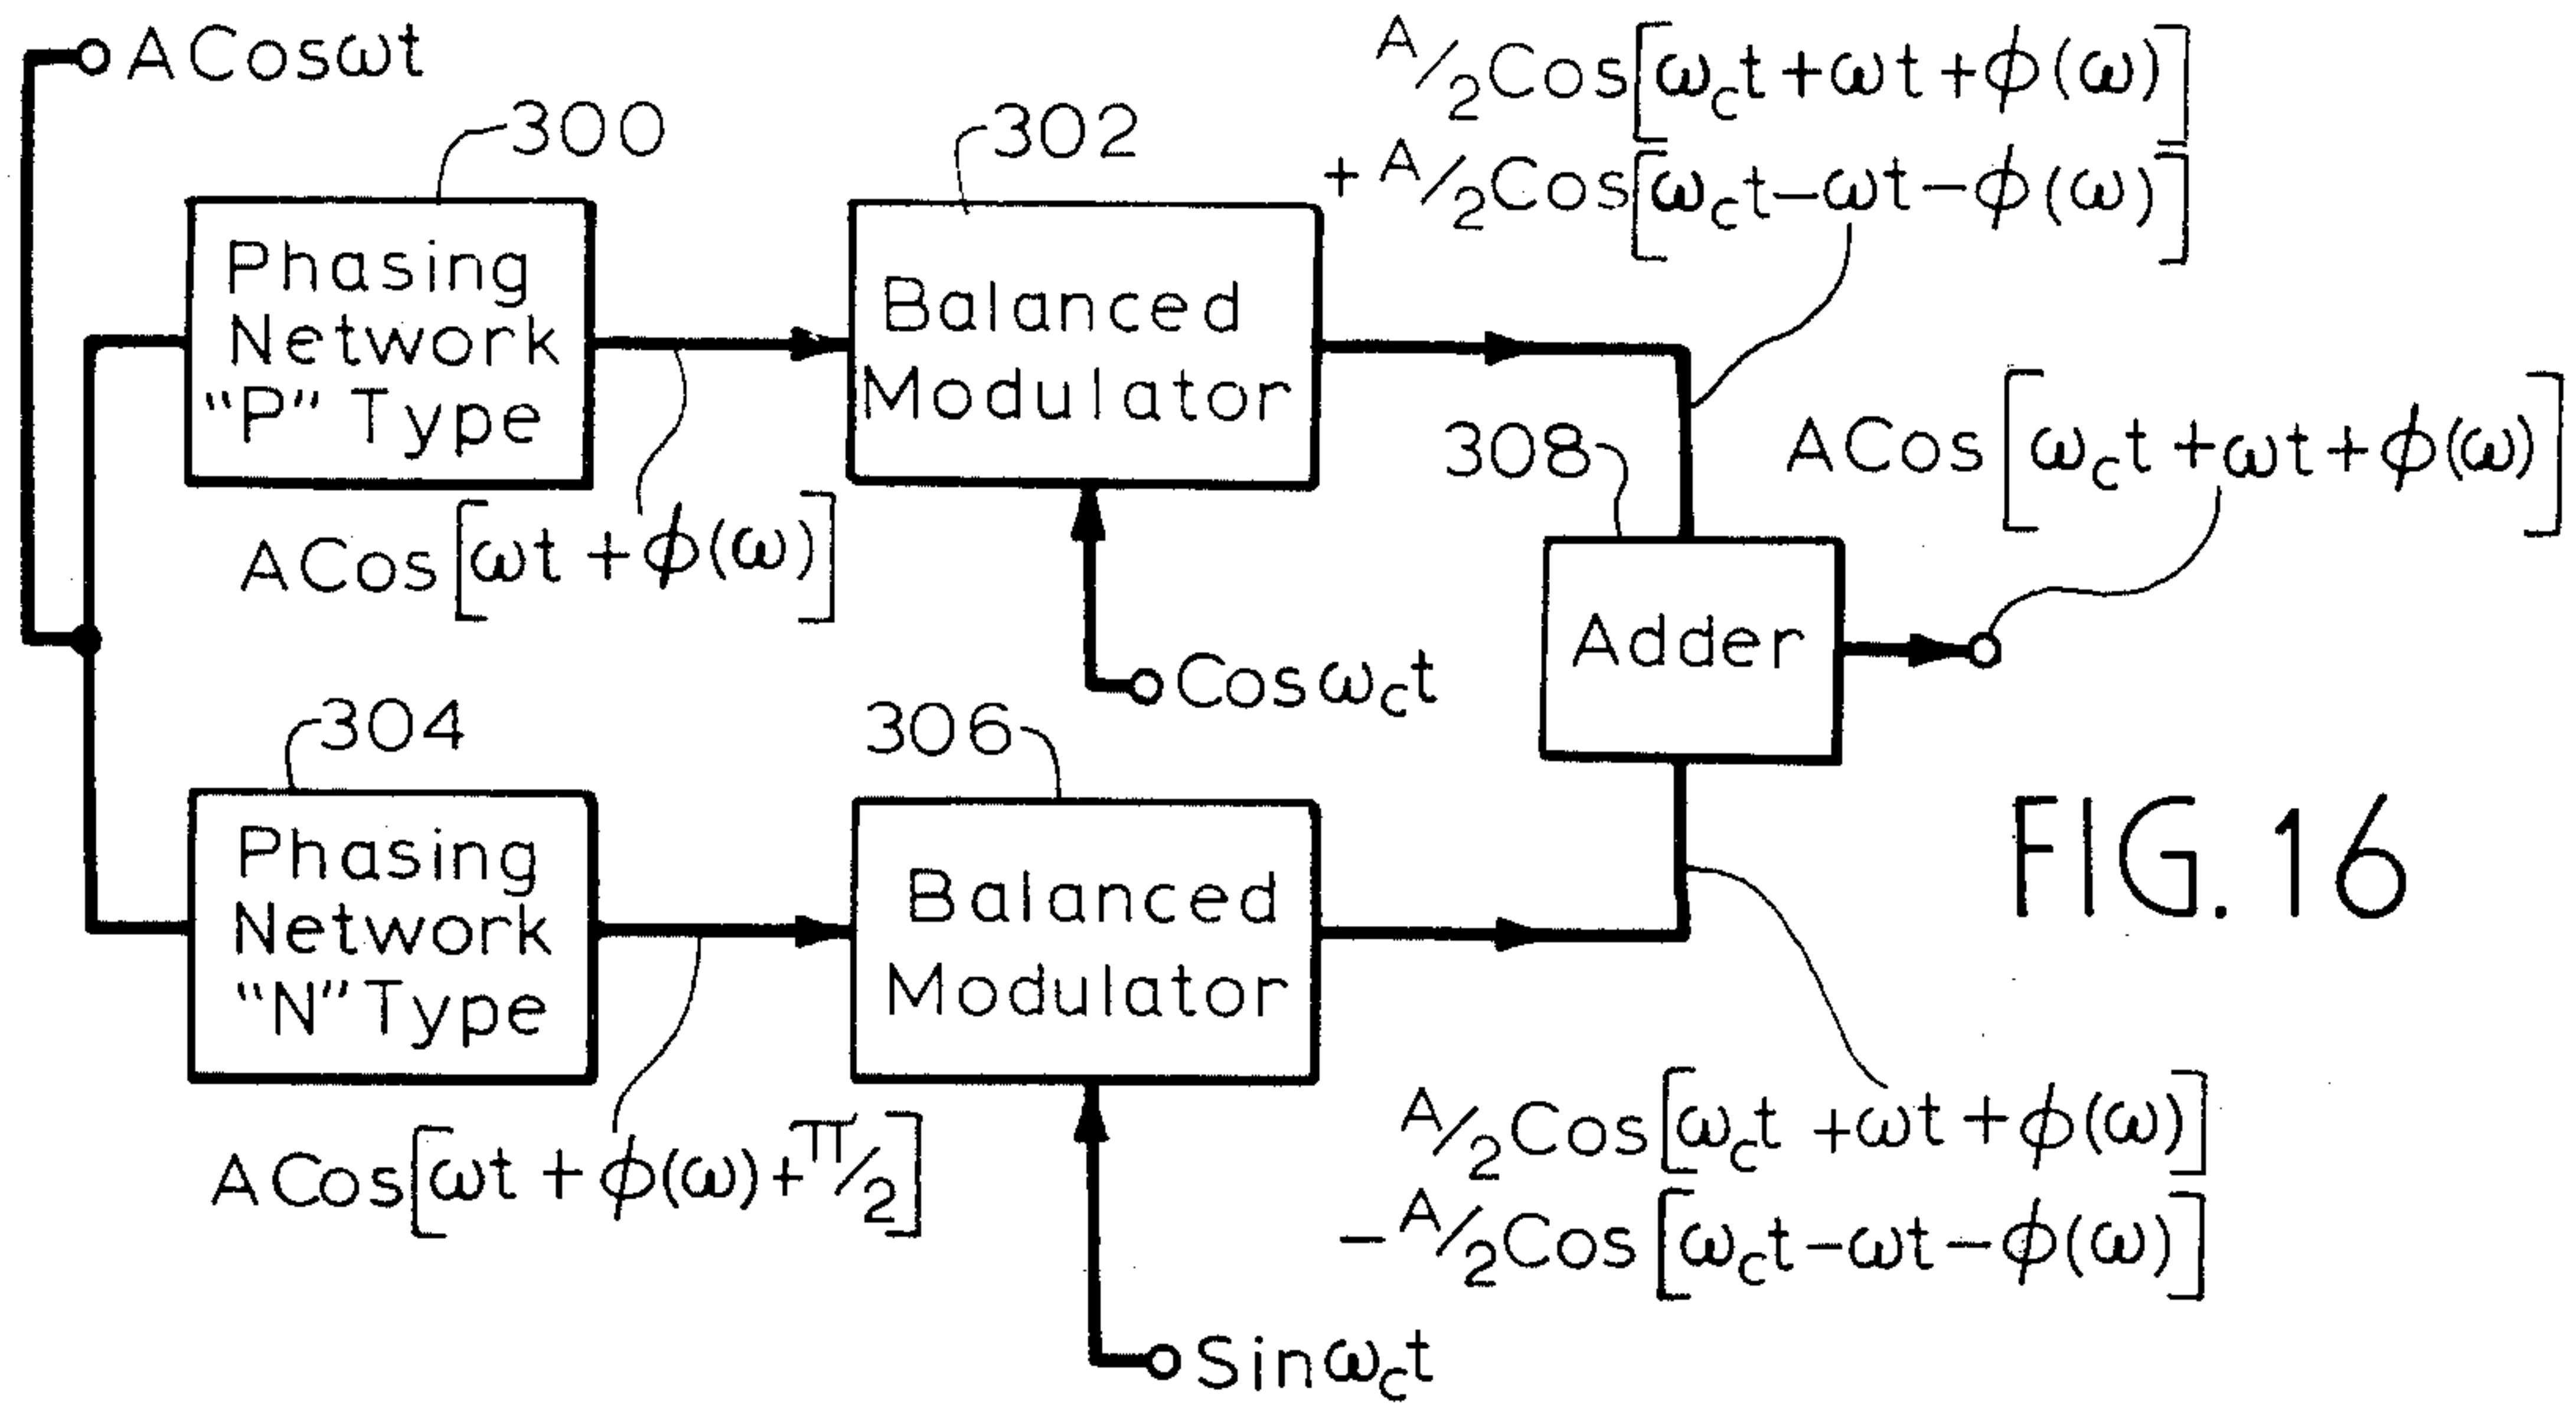 ACosωt
300
302
A/2Cos[ωct+ωt+ϕ(ω)]
+A/2Cos[ωct-ωt-ϕ(ω)]
Phasing
Network
"P" Type
Balanced
Modulator
308
ACos[ωct+ωt+ϕ(ω)]
ACos[ωt+ϕ(ω)]
Adder
Cosωct
304
306
Phasing
Network
"N" Type
Balanced
Modulator
FIG.16
ACos[ωt+ϕ(ω)+π/2]
A/2Cos[ωct+ωt+ϕ(ω)]
-A/2Cos[ωct-ωt-ϕ(ω)]
Sinωct